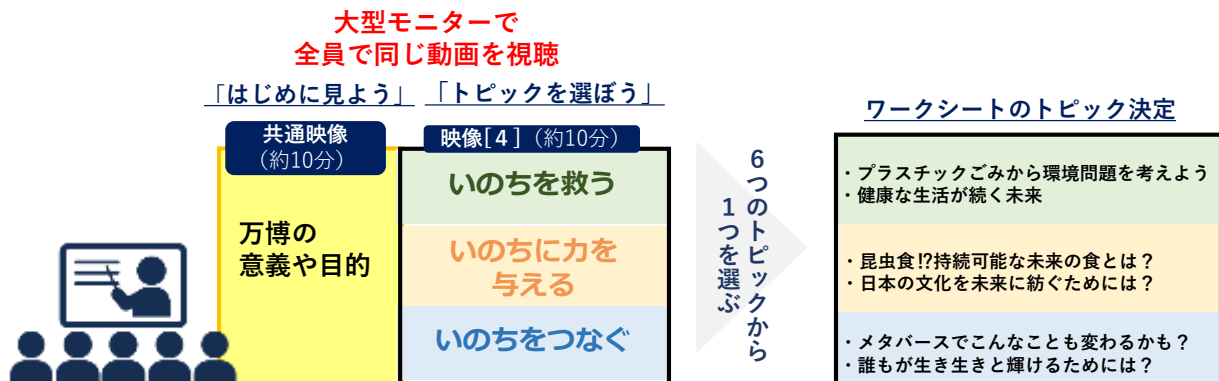 大型モニターで
全員で同じ動画を視聴
「はじめに見よう」
「トピックを選ぼう」
共通映像
（約10分）
万博の
意義や目的
映像[４]（約10分）
いのちを救う
いのちに力を
与える
いのちをつなぐ
６つのトピックから
１つを選ぶ
ワークシートのトピック決定
・プラスチックごみから環境問題を考えよう
・健康な生活が続く未来
・昆虫食⁉持続可能な未来の食とは？
・日本の文化を未来に紡ぐためには？
・メタバースでこんなことも変わるかも？
・誰もが生き生きと輝けるためには？